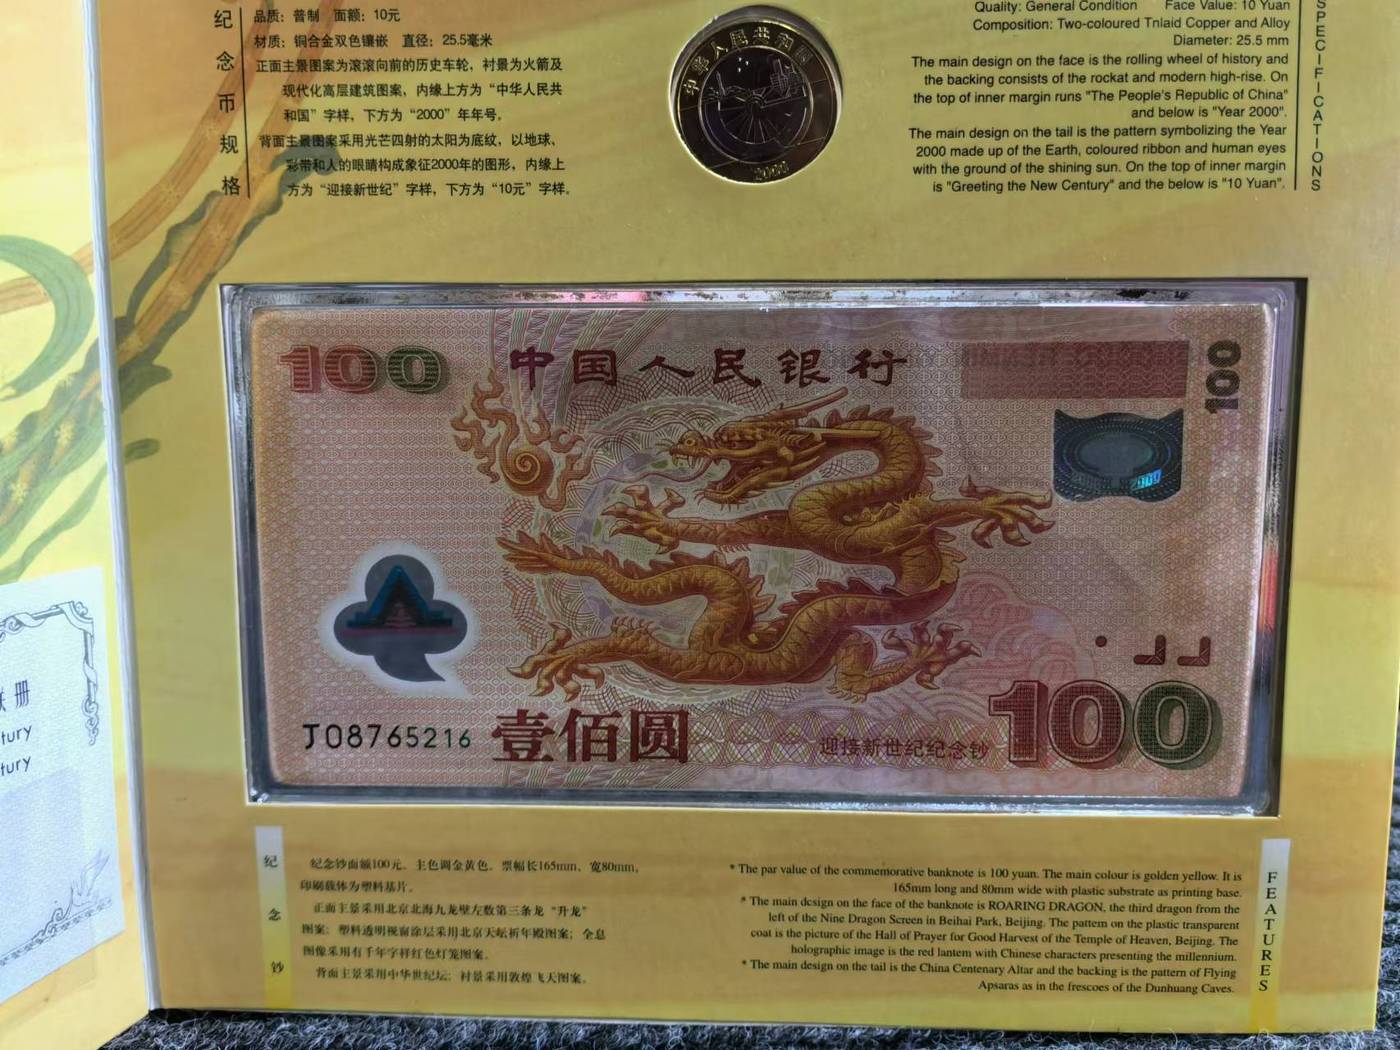 纪念币规格
品质：普制 面额：10元
材质：铜合金双色镶嵌 直径：25.5毫米
正面主景图案为滚滚向前的历史车轮，衬景为火箭及
现代化高层建筑图案，内缘上方为“中华人民共
和国”字样，下方为“2000”年年号。
背面主景图案采用光芒四射的太阳为底纹，以地球、
彩带和人的眼睛构成象征2000年的图形，内缘上
方为“迎接新世纪”字样，下方为“10元”字样。
中华人民共和国
2000
Quality: General Condition Face Value: 10 Yuan
Composition: Two-coloured Tnlaid Copper and Alloy
Diameter: 25.5 mm
The main design on the face is the rolling wheel of history and
the backing consists of the rockat and modern high-rise. On
the top of inner margin runs "The People's Republic of China"
and below is "Year 2000".
The main design on the tail is the pattern symbolizing the Year
2000 made up of the Earth, coloured ribbon and human eyes
with the ground of the shining sun. On the top of inner margin
is "Greeting the New Century" and the below is "10 Yuan".
SPECIFICATIONS
100
中国人民银行
100
2000
J08765216
壹佰圆
迎接新世纪纪念钞
100
册
tury
tury
纪念钞
纪念钞面额100元。主色调金黄色。票幅长165mm，宽80mm，
印刷载体为塑料基片。
正面主景采用北京北海九龙壁左数第三条龙“升龙”
图案；塑料透明视窗涂层采用北京天坛祈年殿图案；全息
图像采用有千年字样红色灯笼图案。
背面主景采用中华世纪坛；衬景采用敦煌飞天图案。
* The par value of the commemorative banknote is 100 yuan. The main colour is golden yellow. It is
165mm long and 80mm wide with plastic substrate as printing base.
* The main design on the face of the banknote is ROARING DRAGON, the third dragon from the
left of the Nine Dragon Screen in Beihai Park, Beijing. The pattern on the plastic transparent
coat is the picture of the Hall of Prayer for Good Harvest of the Temple of Heaven, Beijing. The
holographic image is the red lantern with Chinese characters presenting the millennium.
* The main design on the tail is the China Centenary Altar and the backing is the pattern of Flying
Apsaras as in the frescoes of the Dunhuang Caves.
FEATURES